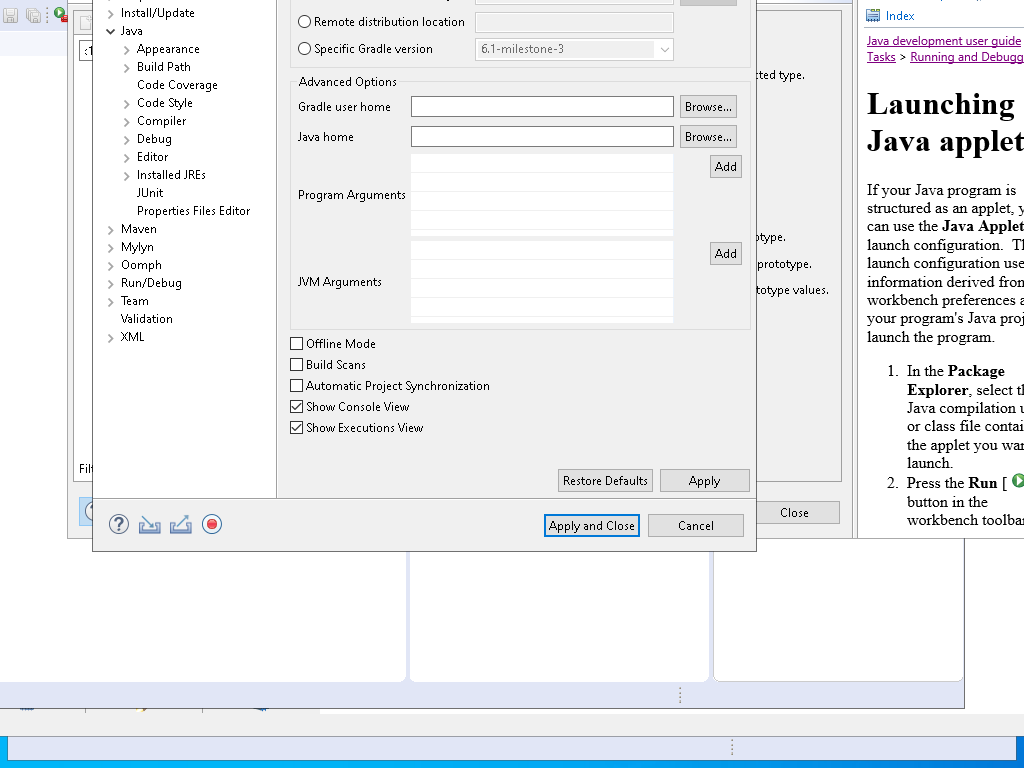 Install/Update
Java
Appearance
Build Path
Code Coverage
Code Style
Compiler
Debug
Editor
Installed JREs
JUnit
Properties Files Editor
Maven
Mylyn
Oomph
Run/Debug
Team
Validation
XML
Remote distribution location
Specific Gradle version
6.1-milestone-3
Advanced Options
Gradle user home
Browse...
Java home
Browse...
Program Arguments
Add
JVM Arguments
Add
Offline Mode
Build Scans
Automatic Project Synchronization
Show Console View
Show Executions View
Restore Defaults
Apply
Apply and Close
Cancel
type.
prototype.
values.
Close
Index
Java development user guide
Tasks > Running and Debugg
Launching
Java applet
If your Java program is
structured as an applet, y
can use the Java Applet
launch configuration. Th
launch configuration use
information derived from
workbench preferences a
your program's Java proj
launch the program.
1. In the Package
Explorer, select th
Java compilation u
or class file contai
the applet you wan
launch.
2. Press the Run [
button in the
workbench toolbar